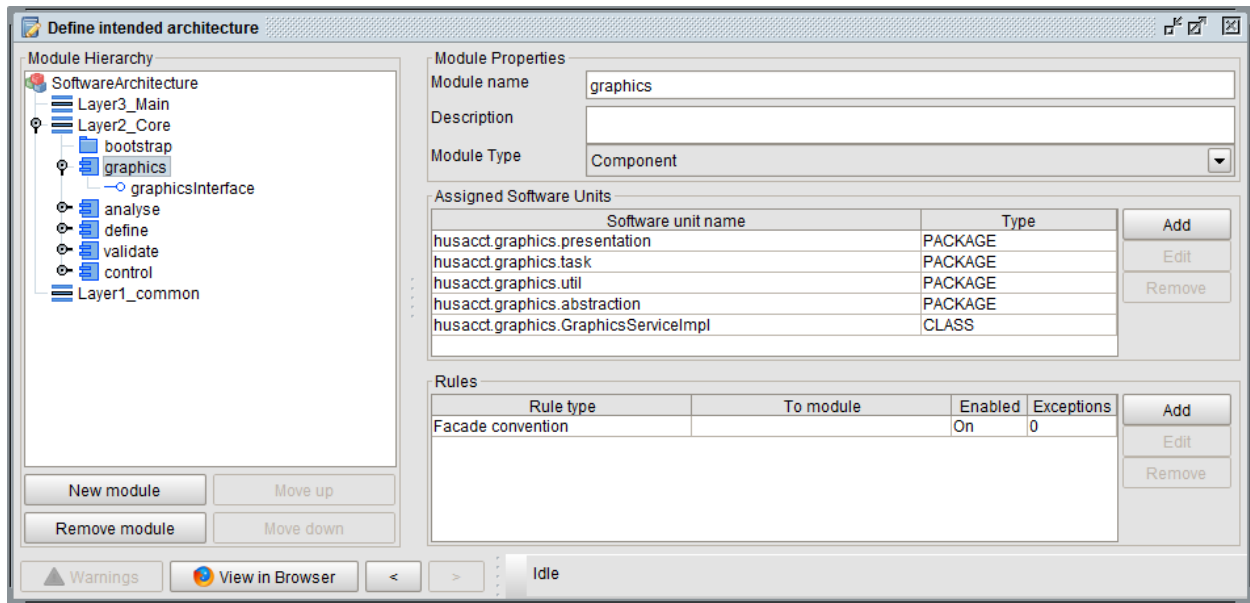 Define intended architecture
Module Hierarchy
SoftwareArchitecture
Layer3_Main
Layer2_Core
bootstrap
graphics
graphicsInterface
analyse
define
validate
control
Layer1_common
New module
Move up
Remove module
Move down
Module Properties
Module name
graphics
Description
Module Type
Component
Assigned Software Units
Software unit name Type
husacct.graphics.presentation PACKAGE
husacct.graphics.task PACKAGE
husacct.graphics.util PACKAGE
husacct.graphics.abstraction PACKAGE
husacct.graphics.GraphicsServiceImpl CLASS
Add
Edit
Remove
Rules
Rule type To module Enabled Exceptions
Facade convention On 0
Add
Edit
Remove
Warnings
View in Browser
<
>
Idle